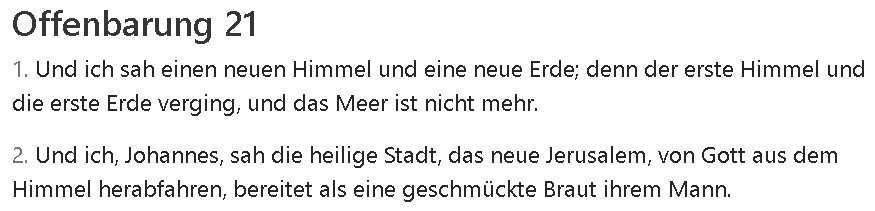 Offenbarung 21
1. Und ich sah einen neuen Himmel und eine neue Erde; denn der erste Himmel und
die erste Erde verging, und das Meer ist nicht mehr.
2. Und ich, Johannes, sah die heilige Stadt, das neue Jerusalem, von Gott aus dem
Himmel herabfahren, bereitet als eine geschmückte Braut ihrem Mann.